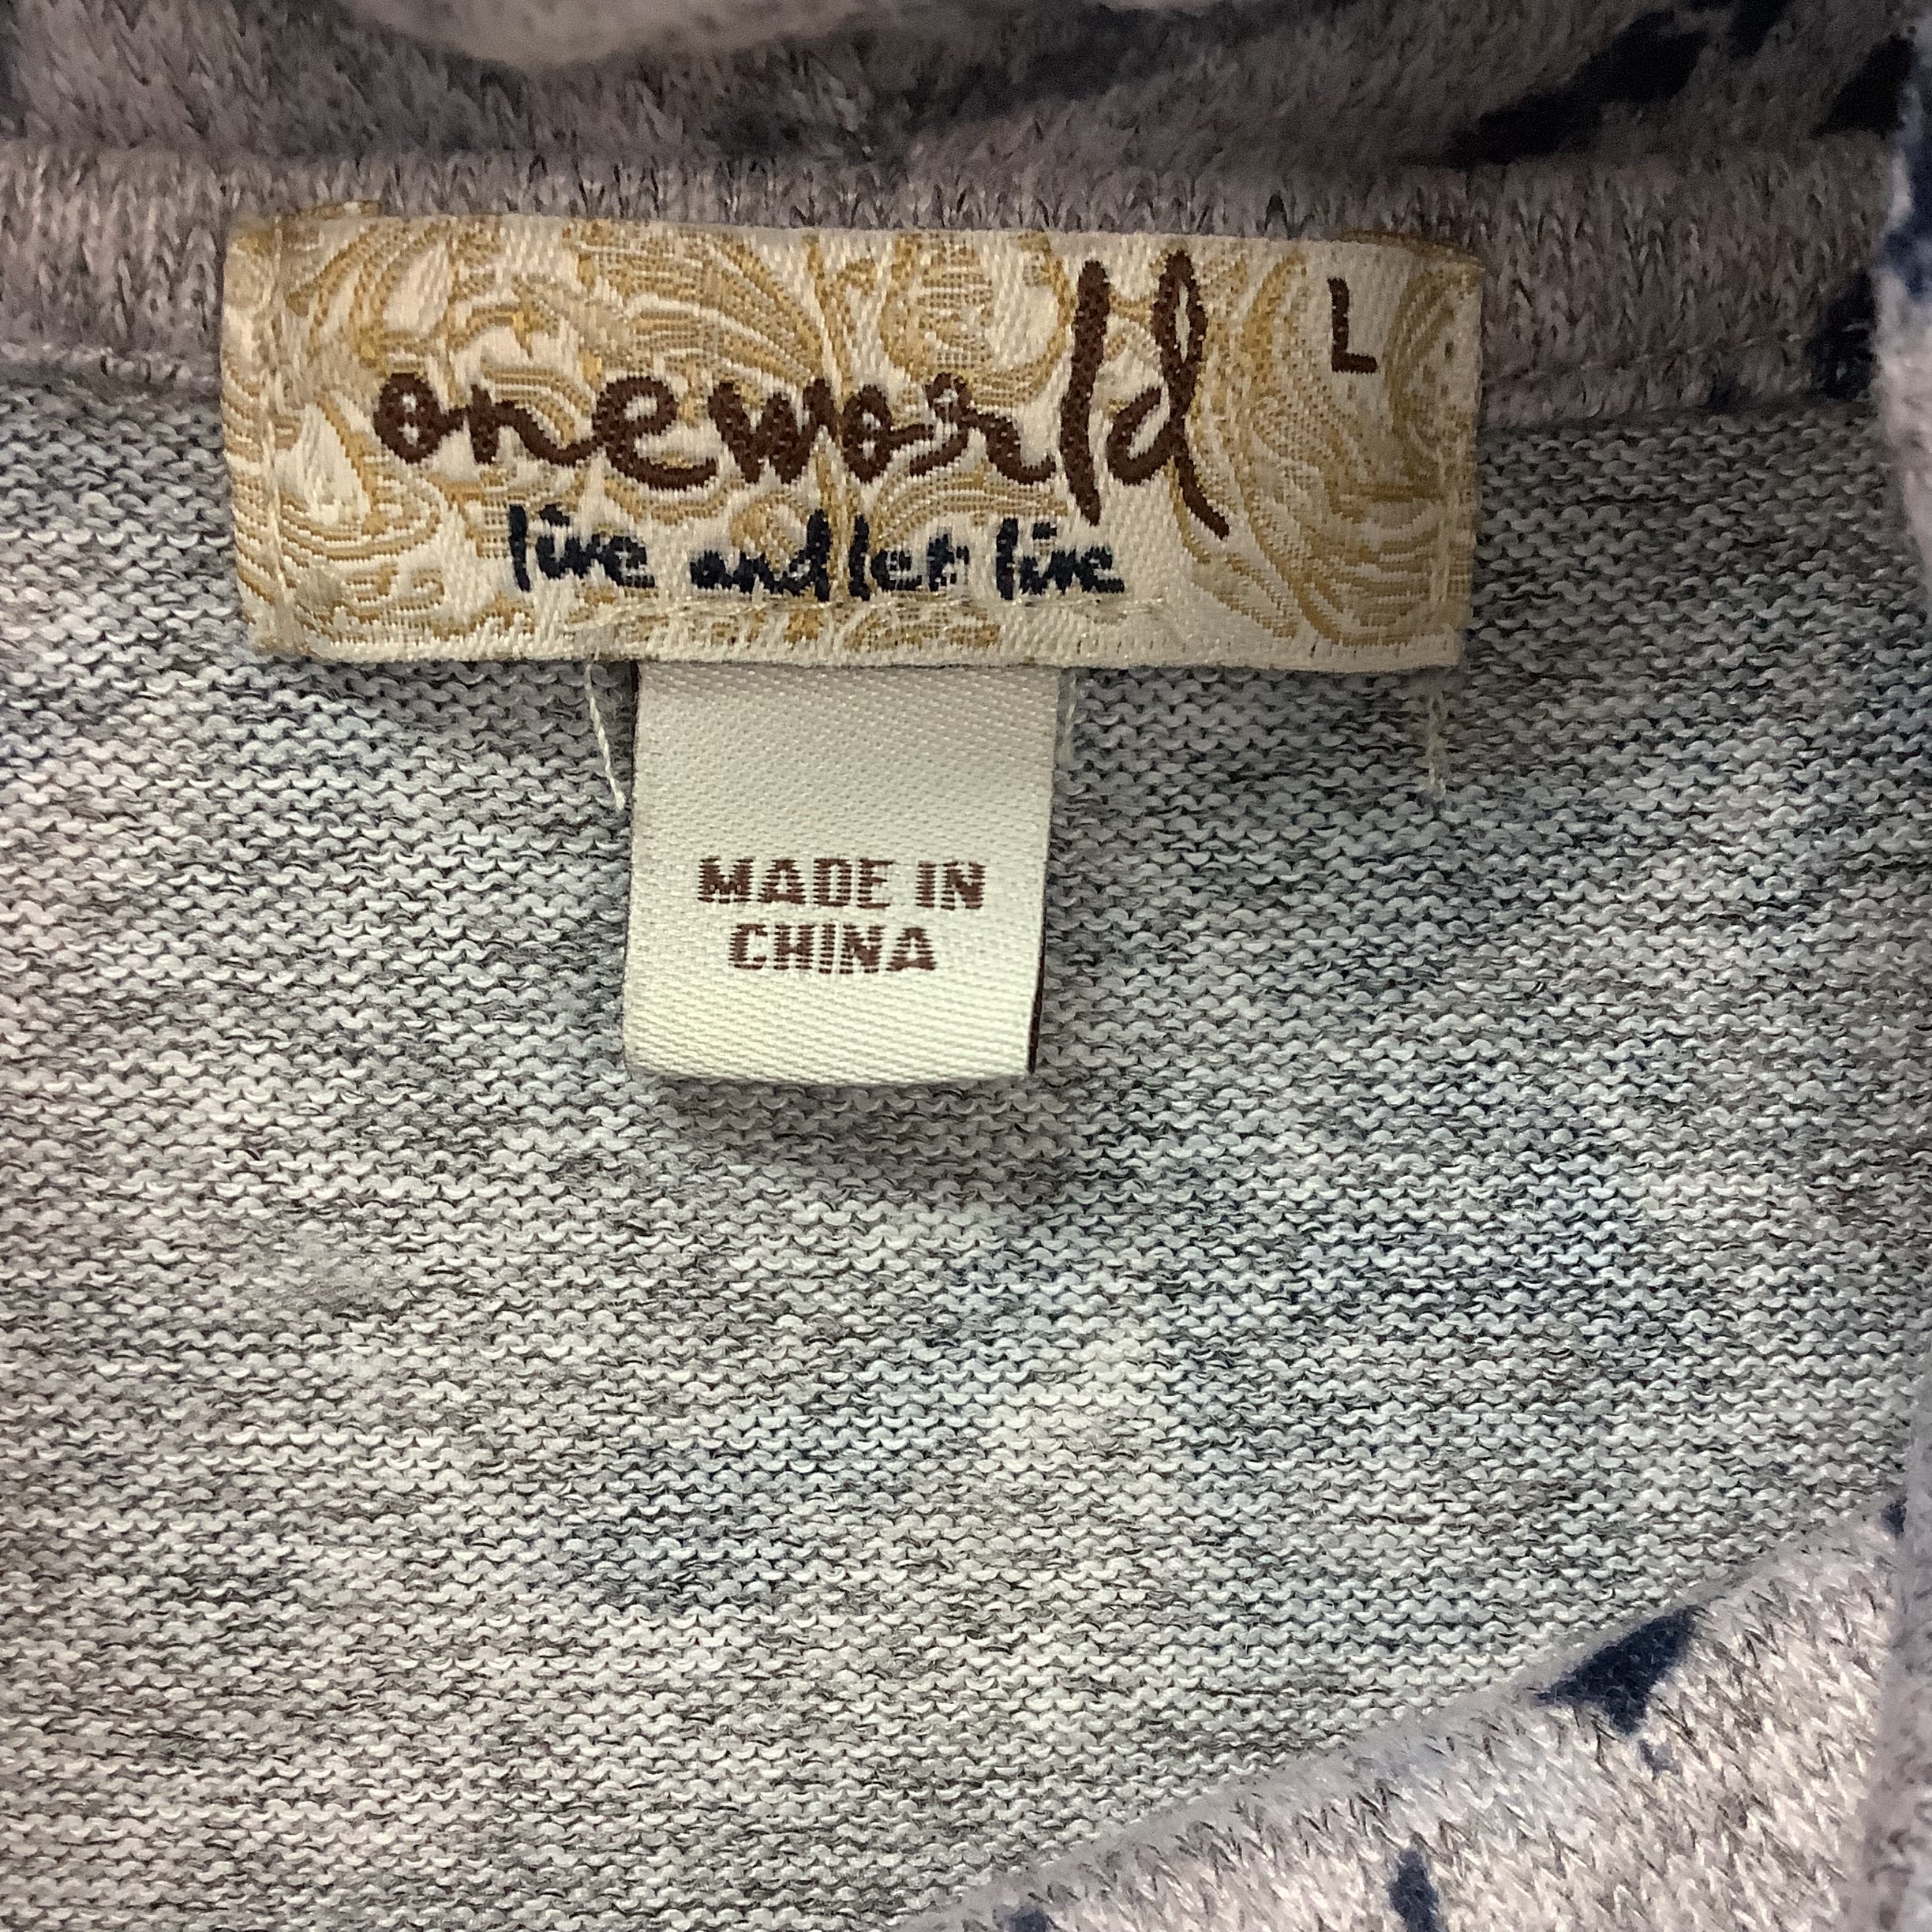 oneworld L
live and let live
MADE IN
CHINA